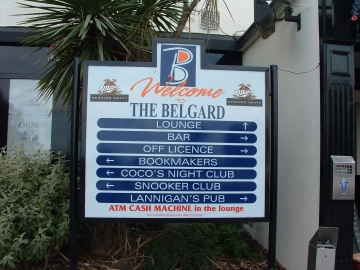 B
Welcome
TO
THE BELGARD
LOUNGE ↑
BAR →
OFF LICENCE ↑
← BOOKMAKERS
← COCO'S NIGHT CLUB
← SNOOKER CLUB
LANNIGAN'S PUB →
ATM CASH MACHINE in the lounge